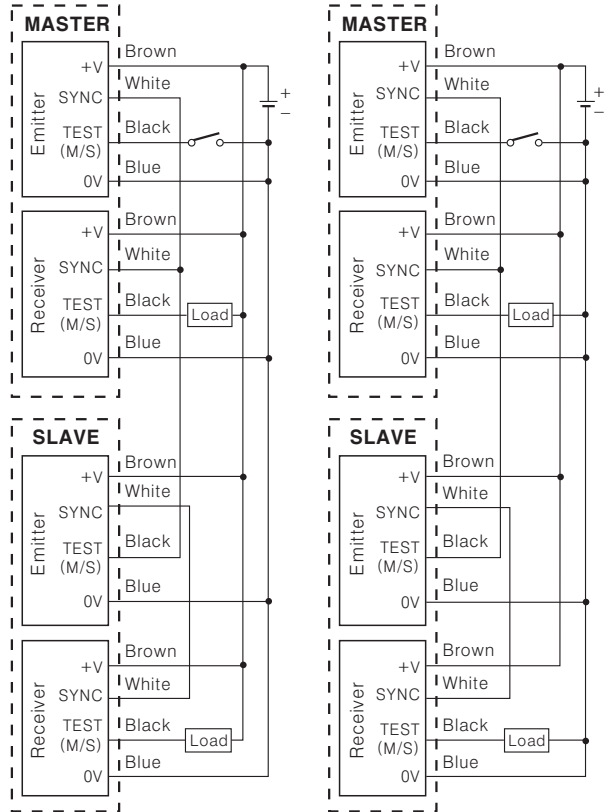 MASTER
Emitter
+V
Brown
SYNC
White
TEST
(M/S)
Black
0V
Blue
+
−
Receiver
+V
Brown
SYNC
White
TEST
(M/S)
Black
Load
0V
Blue
SLAVE
Emitter
+V
Brown
SYNC
White
TEST
(M/S)
Black
0V
Blue
Receiver
+V
Brown
SYNC
White
TEST
(M/S)
Black
Load
0V
Blue
MASTER
Emitter
+V
Brown
SYNC
White
TEST
(M/S)
Black
0V
Blue
+
−
Receiver
+V
Brown
SYNC
White
TEST
(M/S)
Black
Load
0V
Blue
SLAVE
Emitter
+V
Brown
SYNC
White
TEST
(M/S)
Black
0V
Blue
Receiver
+V
Brown
SYNC
White
TEST
(M/S)
Black
Load
0V
Blue